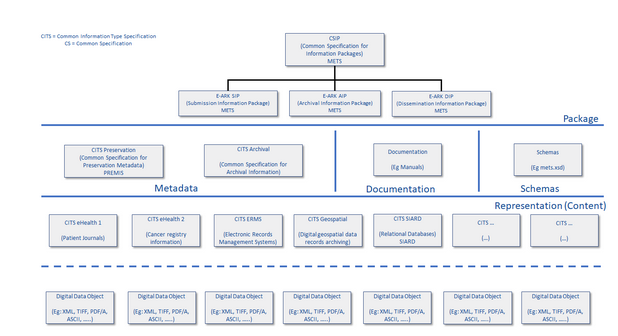 CITS = Common Information Type Specification
CS = Common Specification
CSIP
(Common Specification for
Information Packages)
METS
E-ARK SIP
(Submission Information Package)
METS
E-ARK AIP
(Archival Information Package)
METS
E-ARK DIP
(Dissemination Information Package)
METS
Package
CITS Preservation
(Common Specification for
Preservation Metadata)
PREMIS
CITS Archival
(Common Specification for
Archival Information)
Documentation
(Eg Manuals)
Schemas
(Eg mets.xsd)
Metadata
Documentation
Schemas
Representation (Content)
CITS eHealth 1
(Patient Journals)
CITS eHealth 2
(Cancer registry
information)
CITS ERMS
(Electronic Records
Management Systems)
CITS Geospatial
(Digital geospatial data
records archiving)
CITS SIARD
(Relational Databases)
SIARD
CITS ...
(...)
CITS ...
(...)
Digital Data Object
(Eg: XML, TIFF, PDF/A,
ASCII, .....)
Digital Data Object
(Eg: XML, TIFF, PDF/A,
ASCII, .....)
Digital Data Object
(Eg: XML, TIFF, PDF/A,
ASCII, .....)
Digital Data Object
(Eg: XML, TIFF, PDF/A,
ASCII, .....)
Digital Data Object
(Eg: XML, TIFF, PDF/A,
ASCII, .....)
Digital Data Object
(Eg: XML, TIFF, PDF/A,
ASCII, .....)
Digital Data Object
(Eg: XML, TIFF, PDF/A,
ASCII, .....)